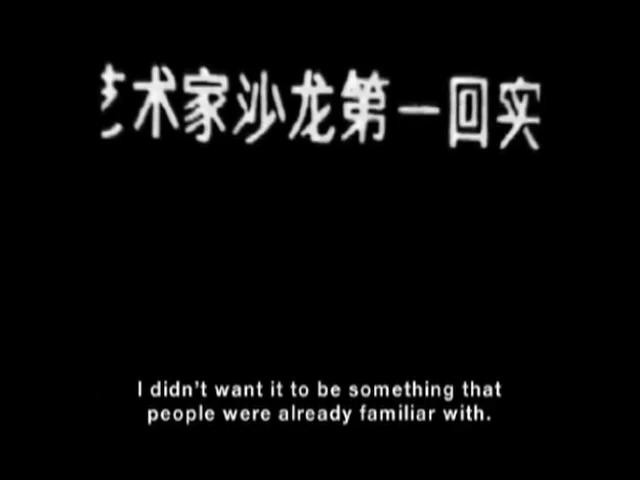 艺术家沙龙第一回实
I didn't want it to be something that
people were already familiar with.